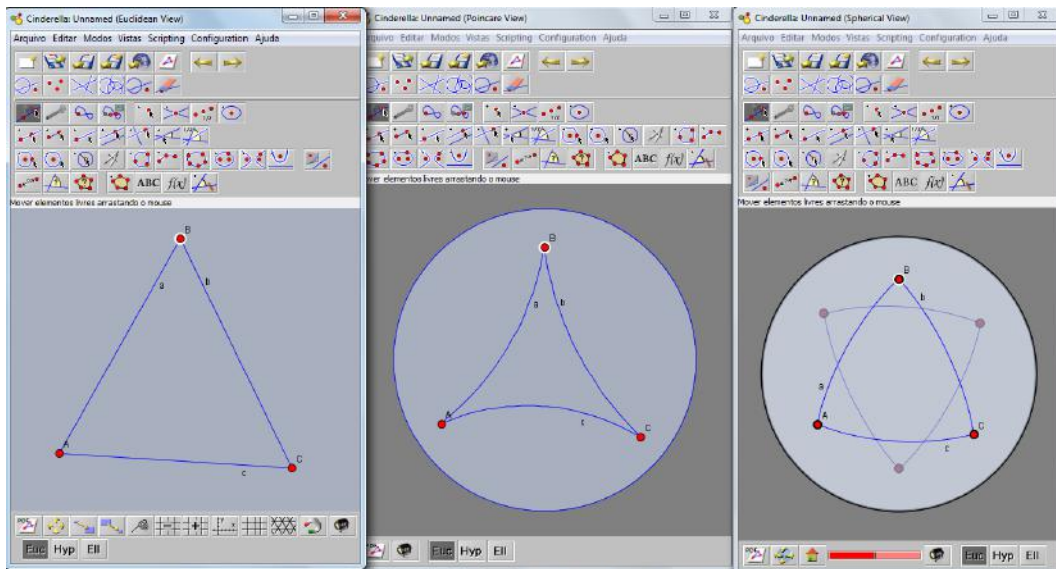 Cinderella: Unnamed (Euclidean View)
Arquivo Editar Modos Vistas Scripting Configuration Ajuda
ABC f(x)
Mover elementos livres arrastando o mouse
B
a
b
A
C
c
Euc Hyp Ell
Cinderella: Unnamed (Poincare View)
Arquivo Editar Modos Vistas Scripting Configuration Ajuda
ABC f(x)
ver elementos livres arrastando o mouse
B
a
b
A
C
c
Euc Hyp Ell
Cinderella: Unnamed (Spherical View)
Arquivo Editar Modos Vistas Scripting Configuration Ajuda
ABC f(x)
Mover elementos livres arrastando o mouse
B
b
a
A
C
c
Euc Hyp Ell